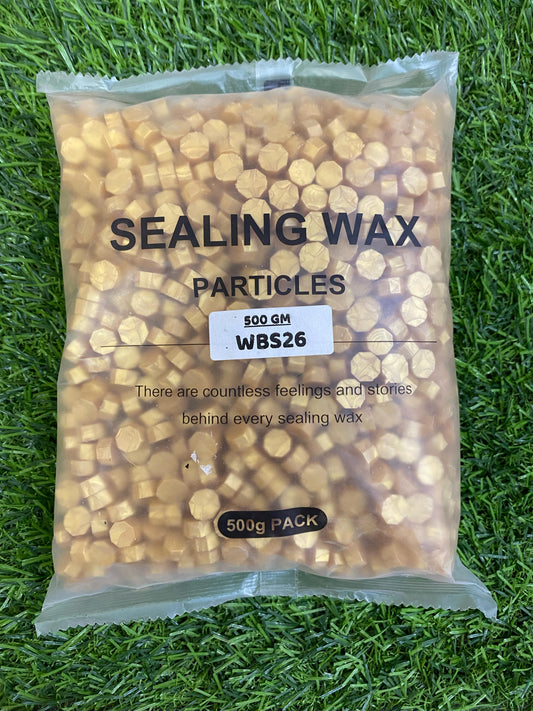 SEALING WAX
PARTICLES
500 GM
WBS26
There are countless feelings and stories
behind every sealing wax
500g PACK